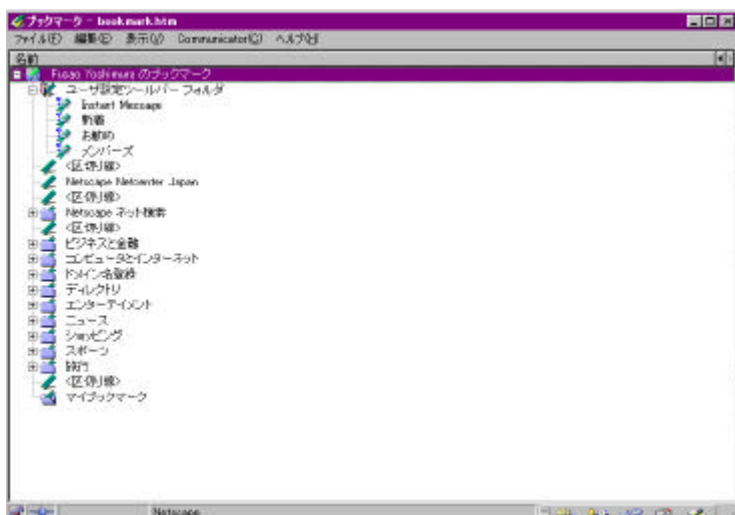 ブックマーク - bookmark.htm
ファイル(F) 編集(E) 表示(V) Communicator(C) ヘルプ(H)
名前
Fusao Yoshimura のブックマーク
ユーザ設定ツールバー フォルダ
Instant Message
新着
お勧め
メンバーズ
<区切り線>
Netscape Netcenter Japan
<区切り線>
Netscape ネット検索
<区切り線>
ビジネスと金融
コンピュータとインターネット
ドメイン名登録
ディレクトリ
エンターテイメント
ニュース
ショッピング
スポーツ
旅行
<区切り線>
マイブックマーク
Netscape